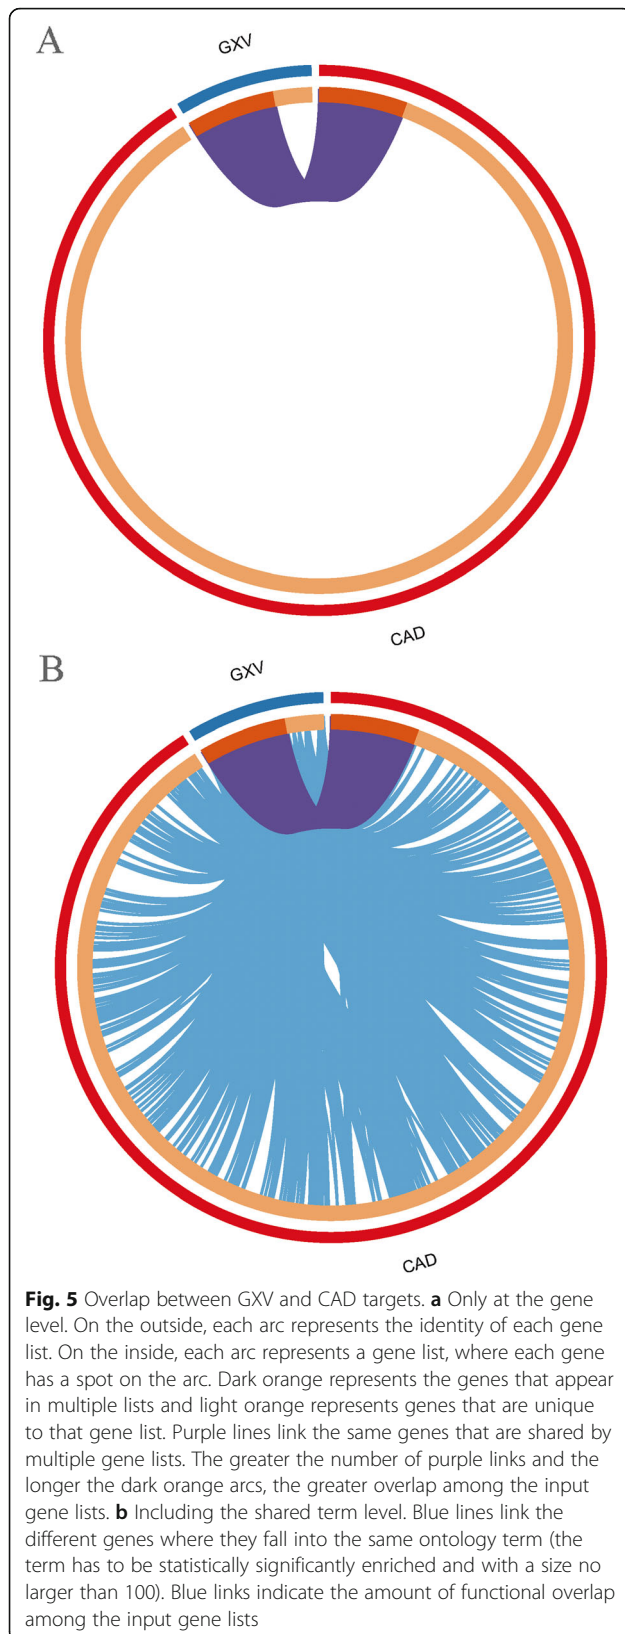 A
GXV
CAD
B
GXV
CAD
Fig. 5 Overlap between GXV and CAD targets. a Only at the gene
level. On the outside, each arc represents the identity of each gene
list. On the inside, each arc represents a gene list, where each gene
has a spot on the arc. Dark orange represents the genes that appear
in multiple lists and light orange represents genes that are unique
to that gene list. Purple lines link the same genes that are shared by
multiple gene lists. The greater the number of purple links and the
longer the dark orange arcs, the greater overlap among the input
gene lists. b Including the shared term level. Blue lines link the
different genes where they fall into the same ontology term (the
term has to be statistically significantly enriched and with a size no
larger than 100). Blue links indicate the amount of functional overlap
among the input gene lists